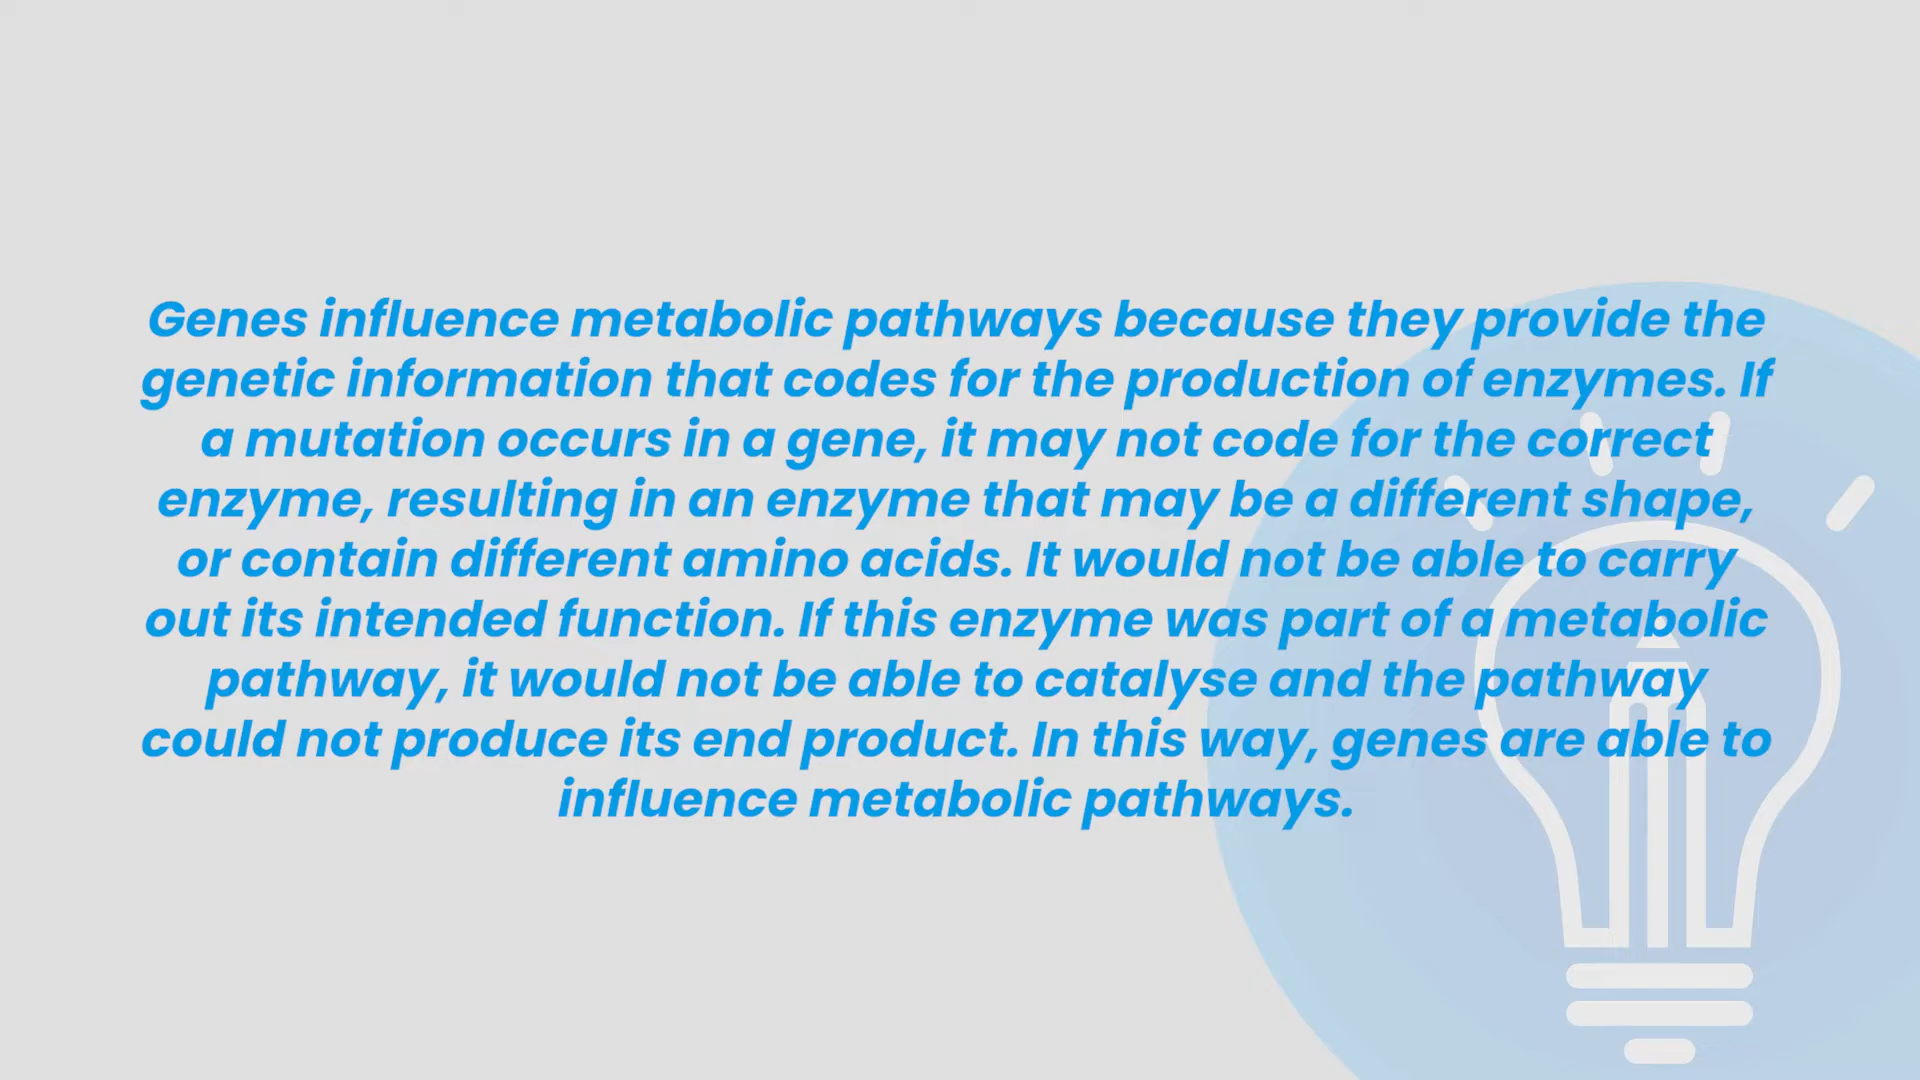 Genes influence metabolic pathways because they provide the
genetic information that codes for the production of enzymes. If
a mutation occurs in a gene, it may not code for the correct
enzyme, resulting in an enzyme that may be a different shape,
or contain different amino acids. It would not be able to carry
out its intended function. If this enzyme was part of a metabolic
pathway, it would not be able to catalyse and the pathway
could not produce its end product. In this way, genes are able to
influence metabolic pathways.